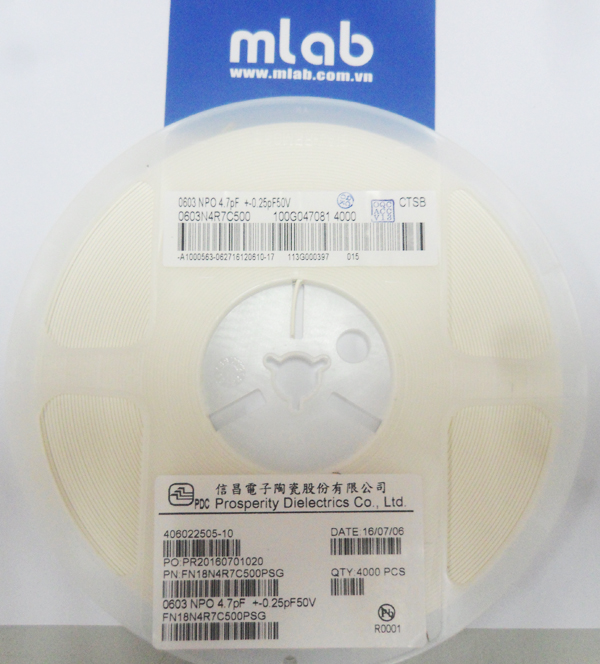 mlab
www.mlab.com.vn
0603 NPO 4.7pF +-0.25pF50V
CTSB
0603N4R7C500 100G047081 4000
-A1000563-062716120610-17 113G000397 015
信昌電子陶瓷股份有限公司
PDC Prosperity Dielectrics Co., Ltd.
406022505-10 DATE:16/07/06
PO:PR20160701020
PN:FN18N4R7C500PSG QTY:4000 PCS
0603 NPO 4.7pF +-0.25pF50V
FN18N4R7C500PSG
R0001